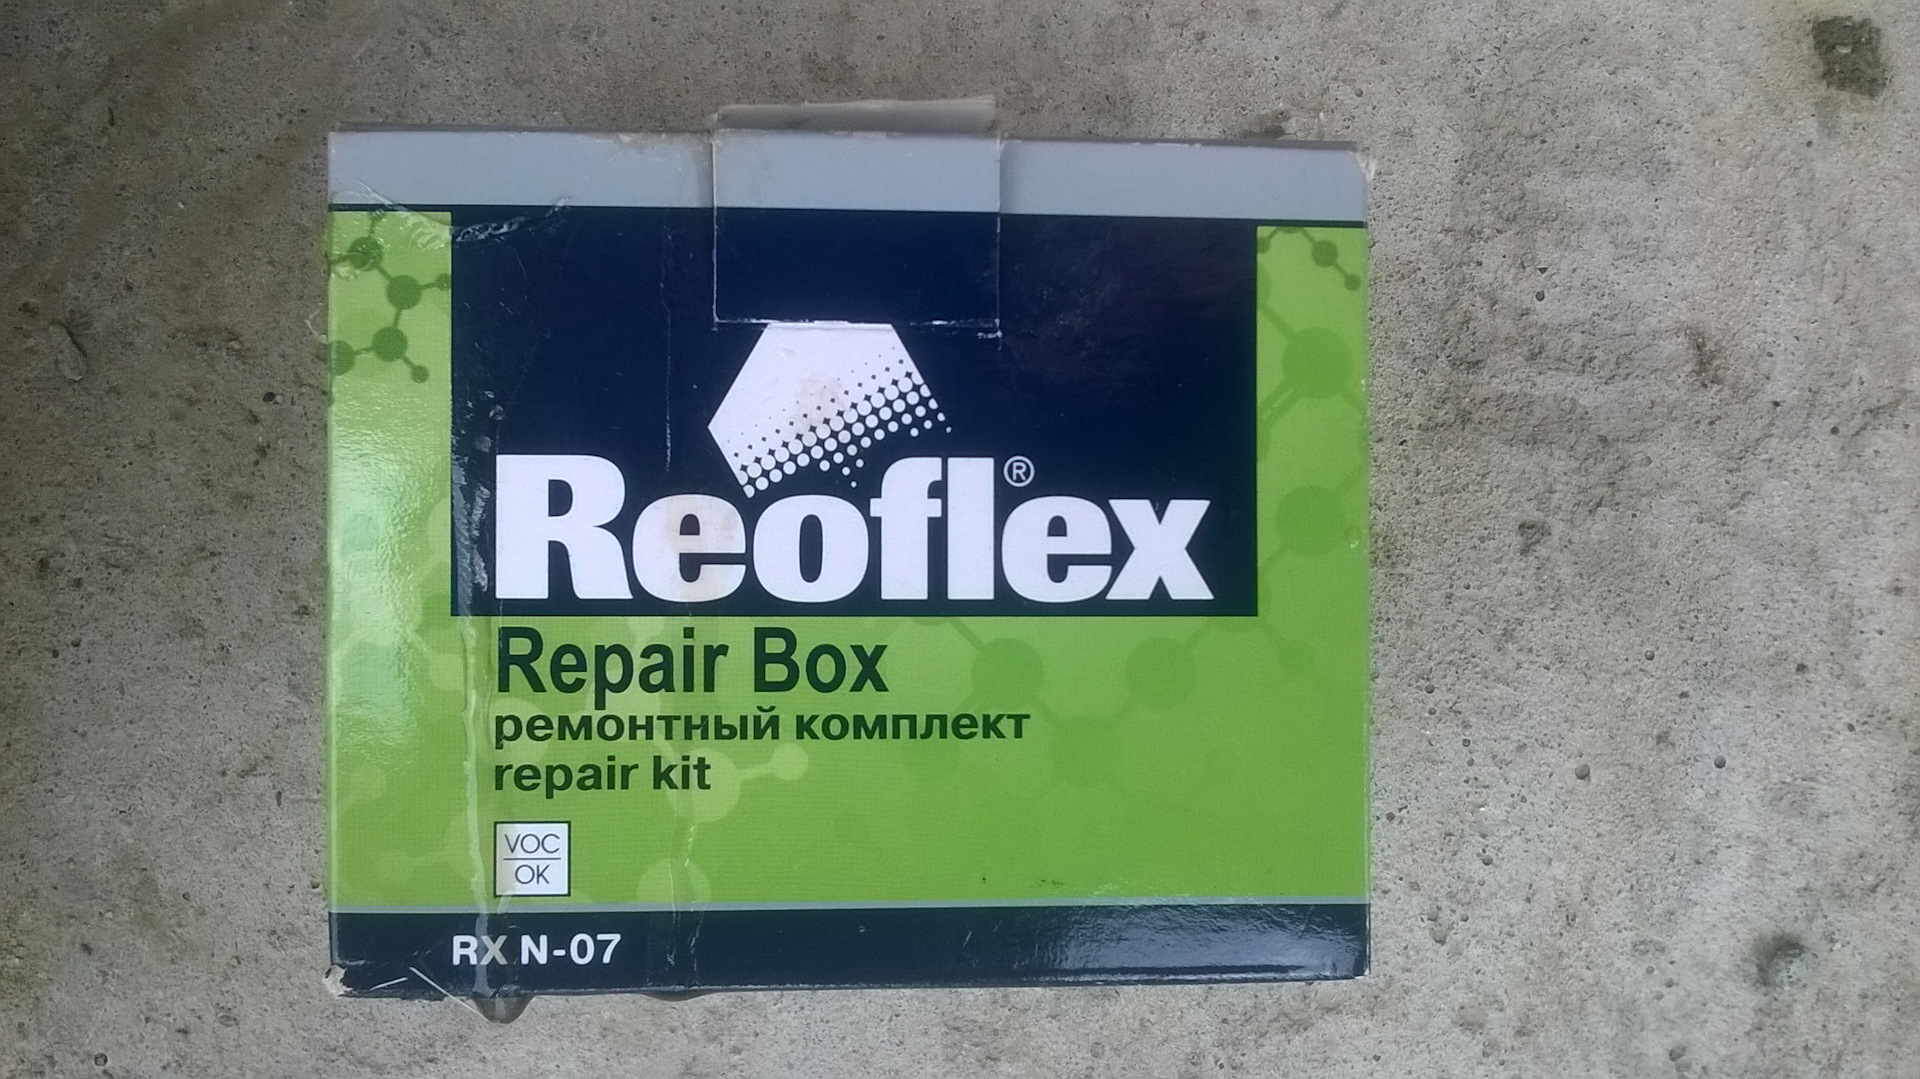 Reoflex®
Repair Box
ремонтный комплект
repair kit
VOC
OK
RX N-07